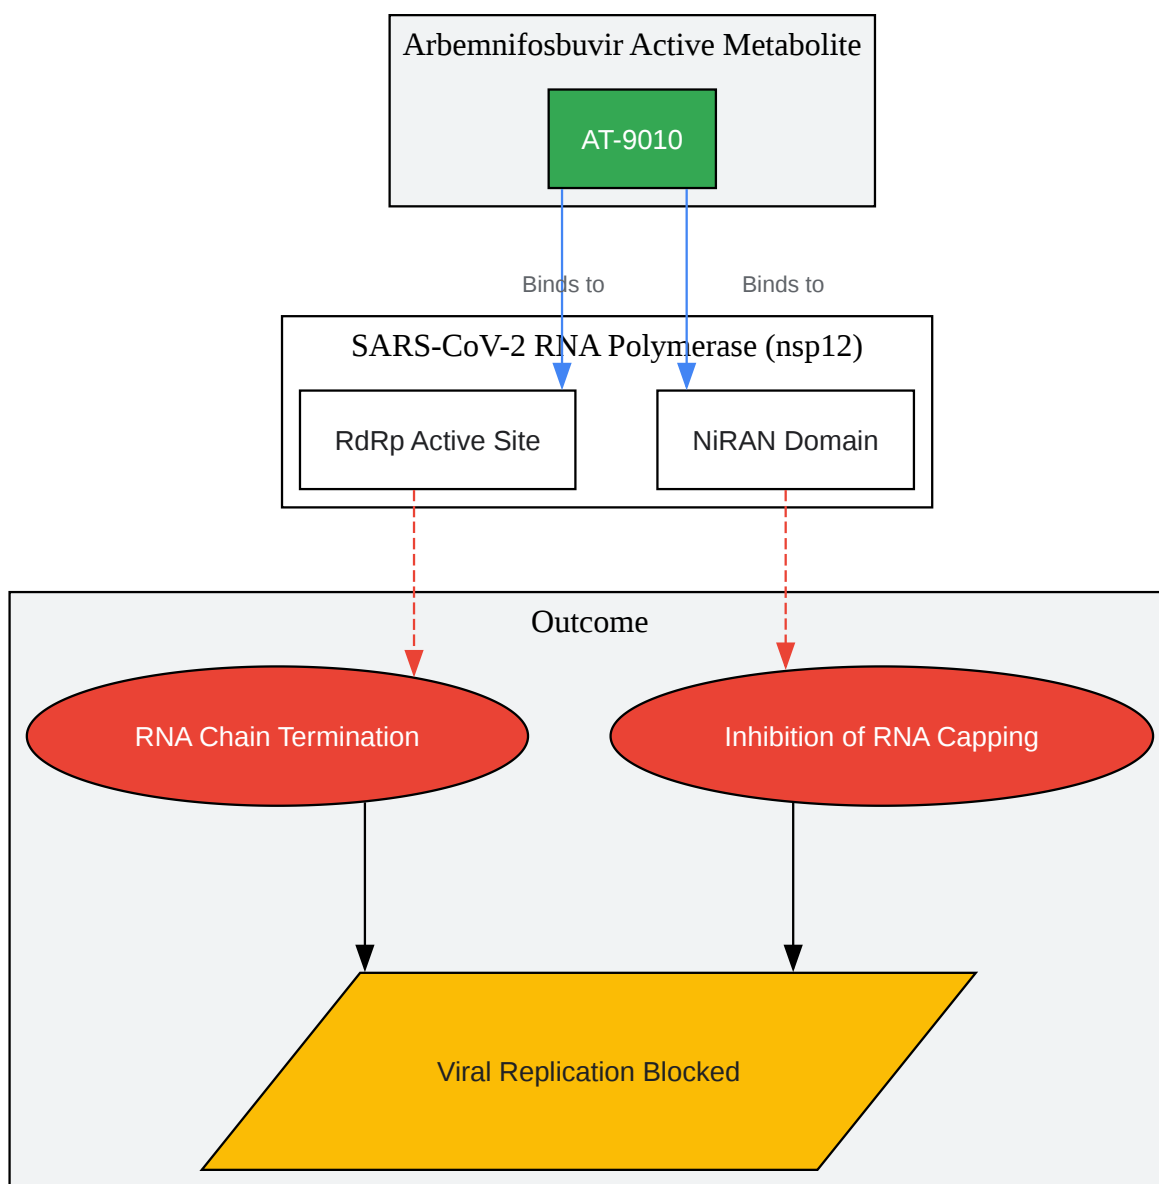 Arbemnifosbuvir Active Metabolite
AT-9010
Binds to
Binds to
SARS-CoV-2 RNA Polymerase (nsp12)
RdRp Active Site
NiRAN Domain
Outcome
RNA Chain Termination
Inhibition of RNA Capping
Viral Replication Blocked